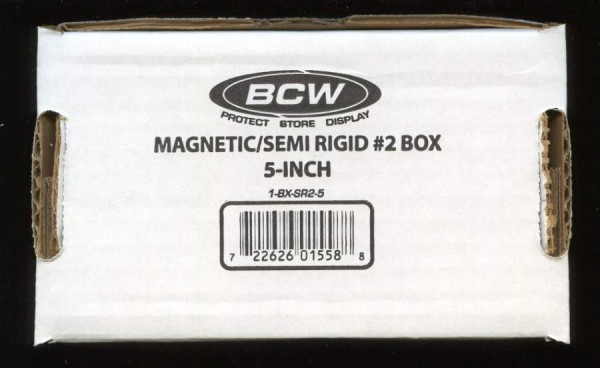 BCW
PROTECT STORE DISPLAY
MAGNETIC/SEMI RIGID #2 BOX
5-INCH
1-BX-SR2-5
7 22626 01558 8